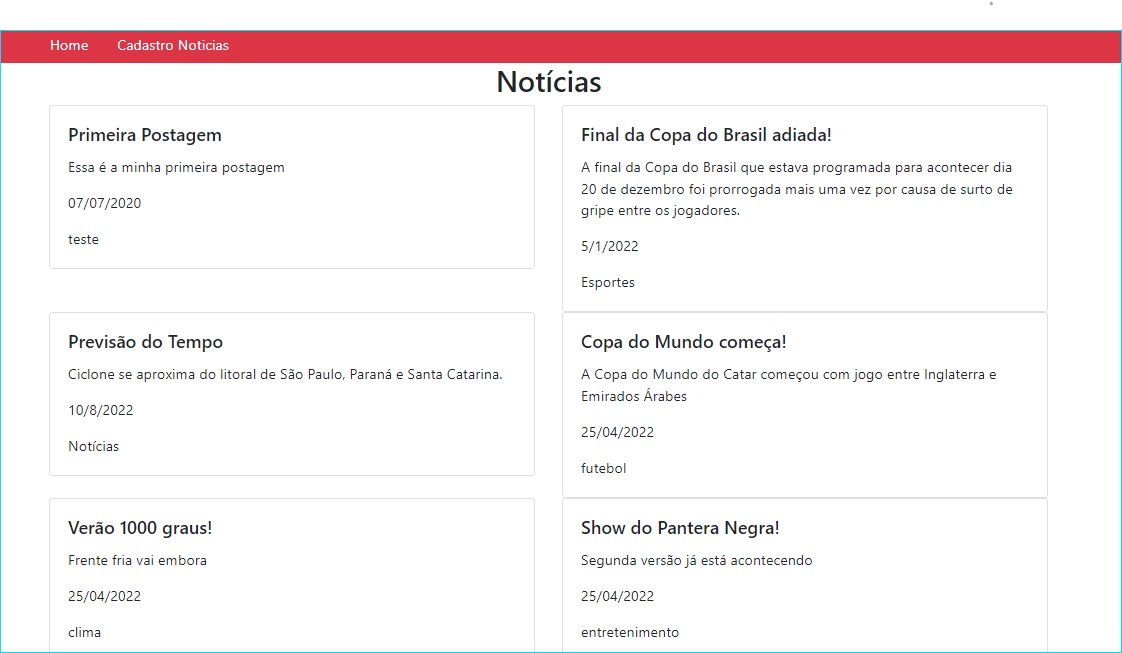 Home Cadastro Noticias
Notícias
Primeira Postagem
Essa é a minha primeira postagem
07/07/2020
teste
Final da Copa do Brasil adiada!
A final da Copa do Brasil que estava programada para acontecer dia
20 de dezembro foi prorrogada mais uma vez por causa de surto de
gripe entre os jogadores.
5/1/2022
Esportes
Previsão do Tempo
Ciclone se aproxima do litoral de São Paulo, Paraná e Santa Catarina.
10/8/2022
Notícias
Copa do Mundo começa!
A Copa do Mundo do Catar começou com jogo entre Inglaterra e
Emirados Árabes
25/04/2022
futebol
Verão 1000 graus!
Frente fria vai embora
25/04/2022
clima
Show do Pantera Negra!
Segunda versão já está acontecendo
25/04/2022
entretenimento